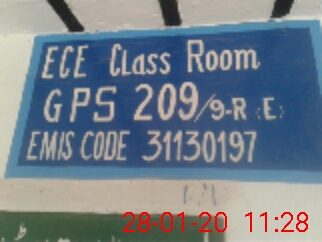 ECE Class Room
GPS 209/9-R (E)
EMIS CODE 31130197
28-01-20 11:28